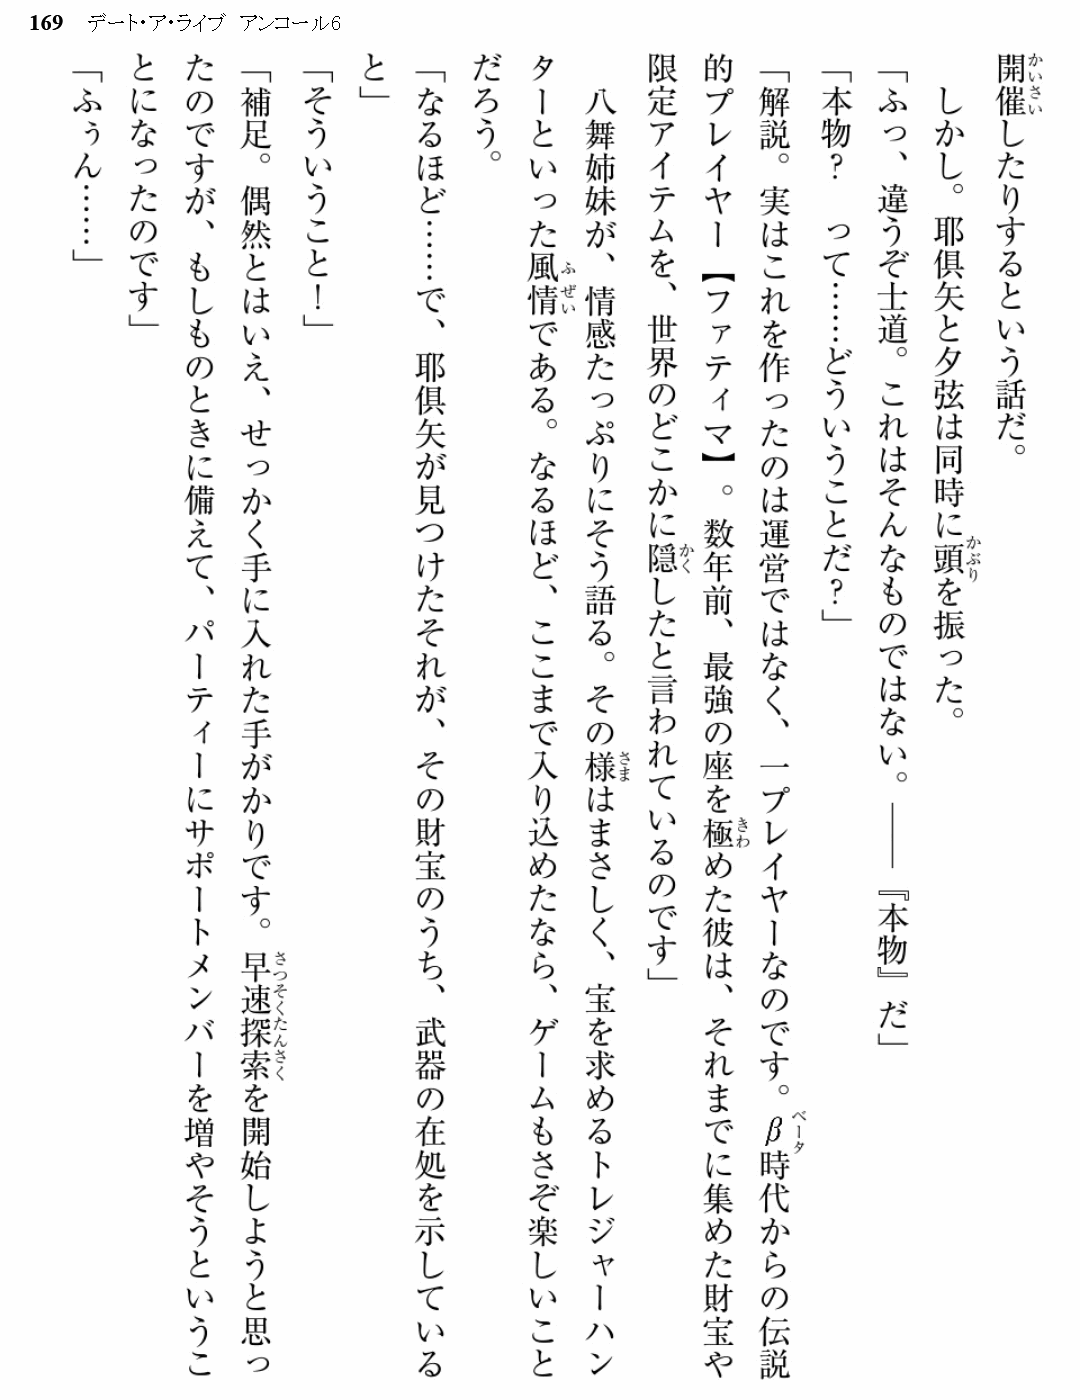 169 デート・ア・ライブ アンコール6
開催したりするという話だ。
しかし。耶倶矢と夕弦は同時に頭を振った。
「ふっ、違うぞ士道。これはそんなものではない。――『本物』だ」
「本物？　って……どういうことだ？」
「解説。実はこれを作ったのは運営ではなく、一プレイヤーなのです。β時代からの伝説
的プレイヤー【ファティマ】。数年前、最強の座を極めた彼は、それまでに集めた財宝や
限定アイテムを、世界のどこかに隠したと言われているのです」
八舞姉妹が、情感たっぷりにそう語る。その様はまさしく、宝を求めるトレジャーハン
ターといった風情である。なるほど、ここまで入り込めたなら、ゲームもさぞ楽しいこと
だろう。
「なるほど……で、耶倶矢が見つけたそれが、その財宝のうち、武器の在処を示している
と」
「そういうこと！」
「補足。偶然とはいえ、せっかく手に入れた手がかりです。早速探索を開始しようと思っ
たのですが、もしものときに備えて、パーティーにサポートメンバーを増やそうというこ
とになったのです」
「ふぅん……」